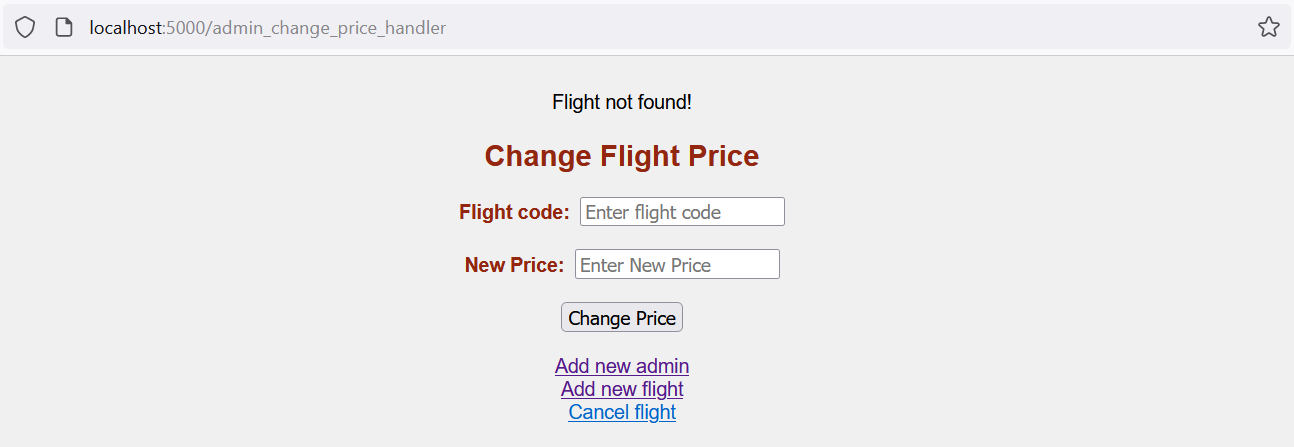 localhost:5000/admin_change_price_handler
Flight not found!
Change Flight Price
Flight code: Enter flight code
New Price: Enter New Price
Change Price
Add new admin
Add new flight
Cancel flight